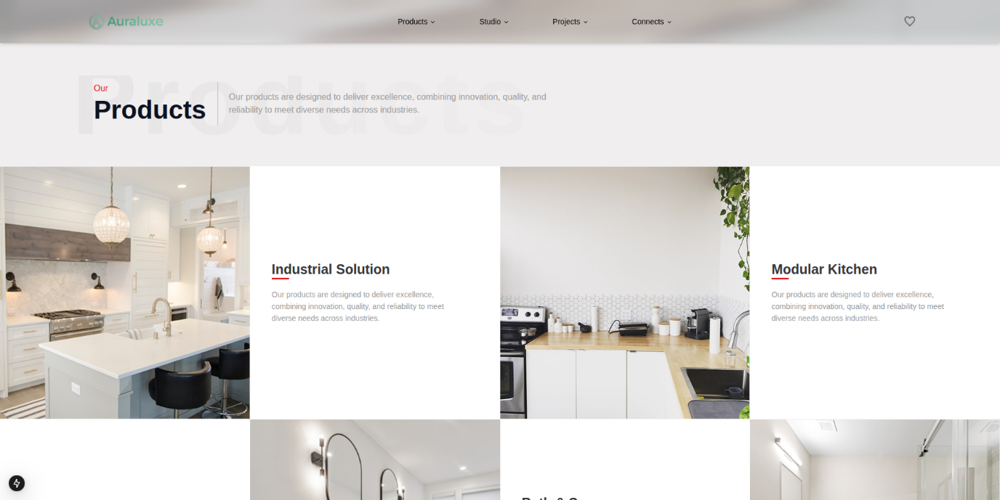 Auraluxe
Products
Studio
Projects
Connects
Products
Our
Products
Our products are designed to deliver excellence, combining innovation, quality, and
reliability to meet diverse needs across industries.
Industrial Solution
Our products are designed to deliver excellence,
combining innovation, quality, and reliability to meet
diverse needs across industries.
Modular Kitchen
Our products are designed to deliver excellence,
combining innovation, quality, and reliability to meet
diverse needs across industries.